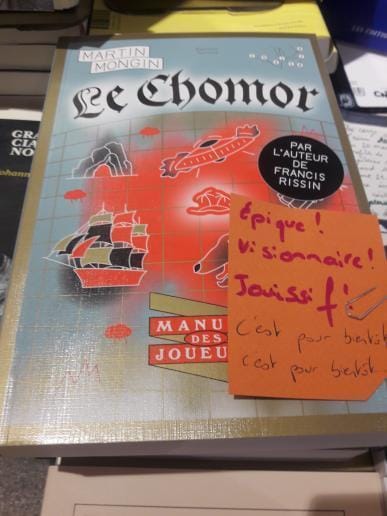 MARTIN
MONGIN
Le Chomor
PAR
L'AUTEUR
DE
FRANCIS
RISSIN
Épique!
Visionnaire!
Jouissif!
c'est pour bientôt
c'est pour bientôt
MANU
DES
JOUEU